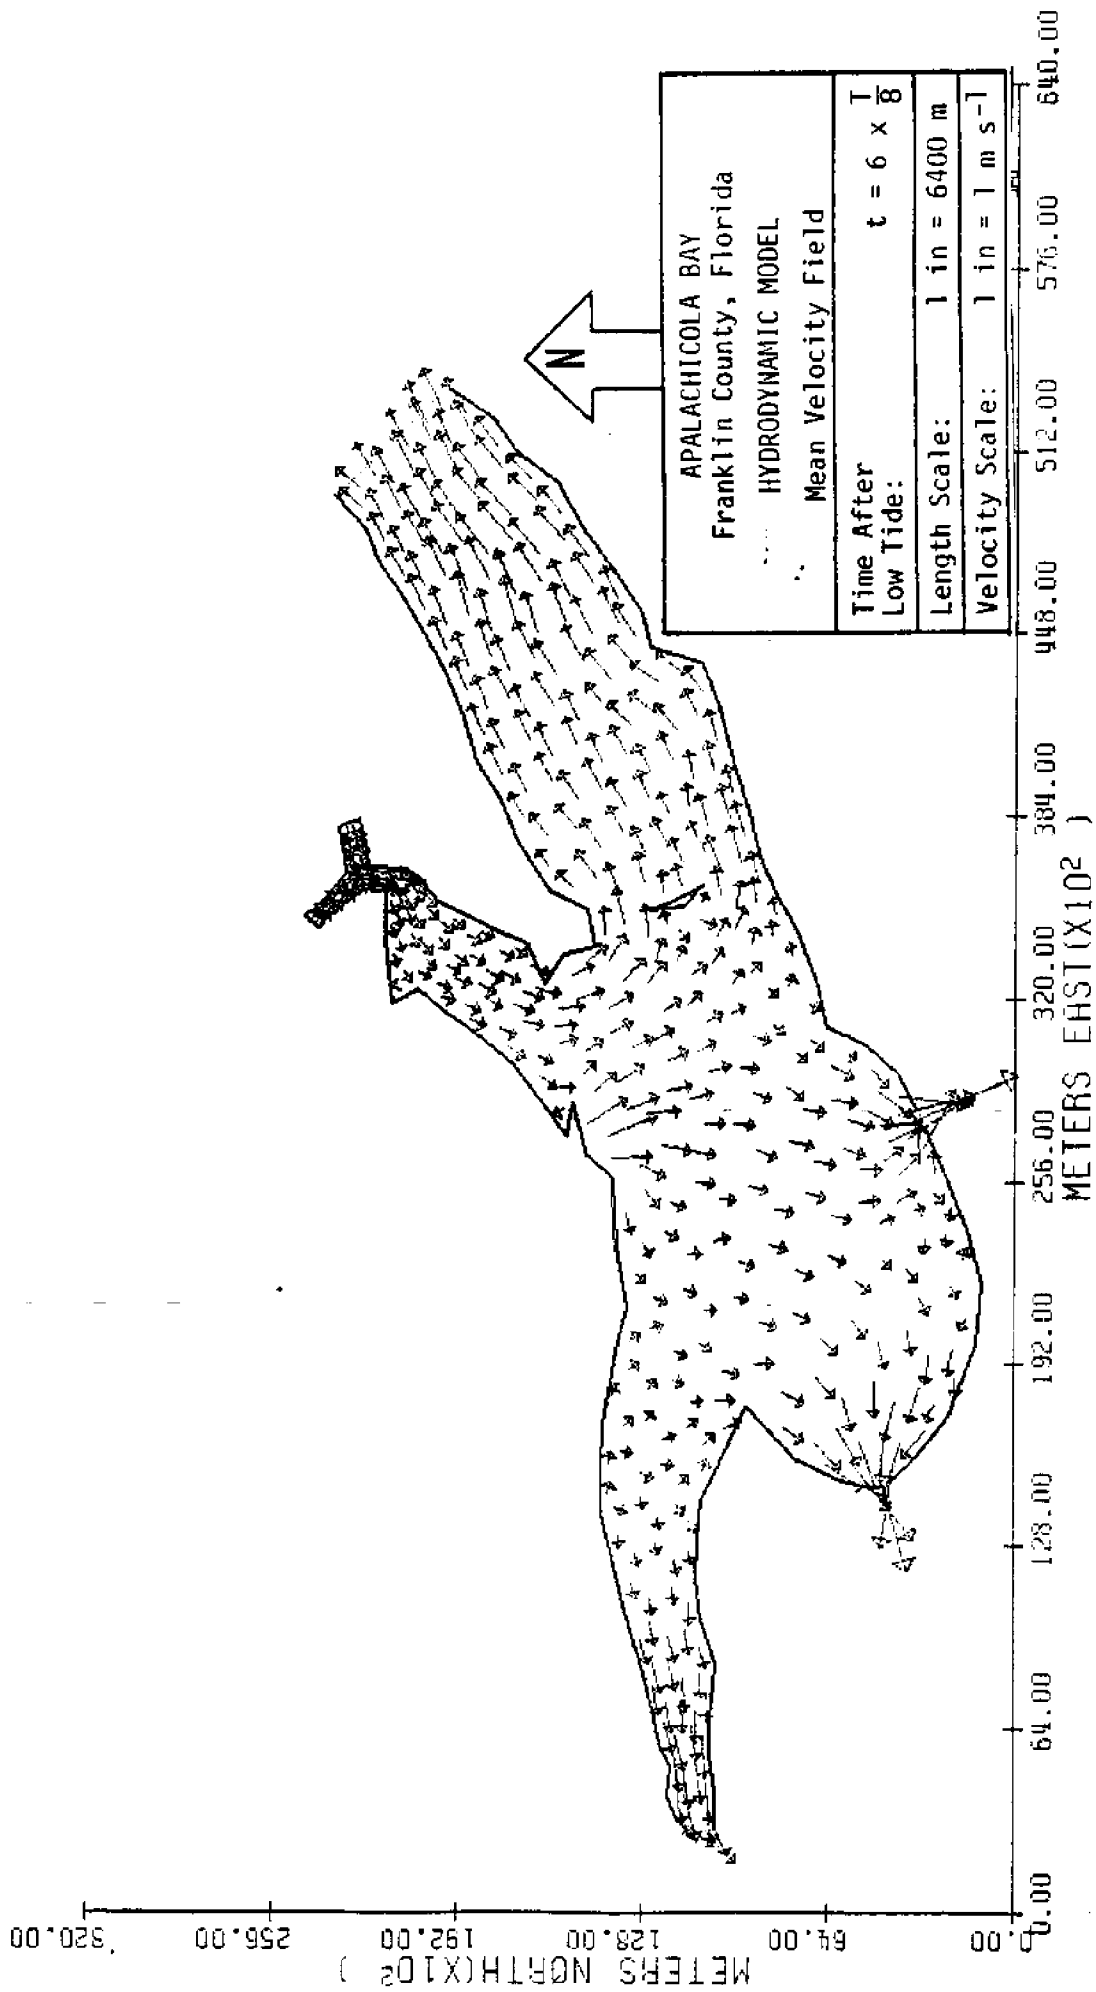 320.00
256.00
192.00
128.00
64.00
0.00
METERS NORTH(X10²)
N
APALACHICOLA BAY
Franklin County, Florida
HYDRODYNAMIC MODEL
Mean Velocity Field
Time After
Low Tide: t = 6 x T/8
Length Scale: 1 in = 6400 m
Velocity Scale: 1 in = 1 m s⁻¹
0.00 64.00 128.00 192.00 256.00 320.00 384.00 448.00 512.00 576.00 640.00
METERS EAST(X10²)